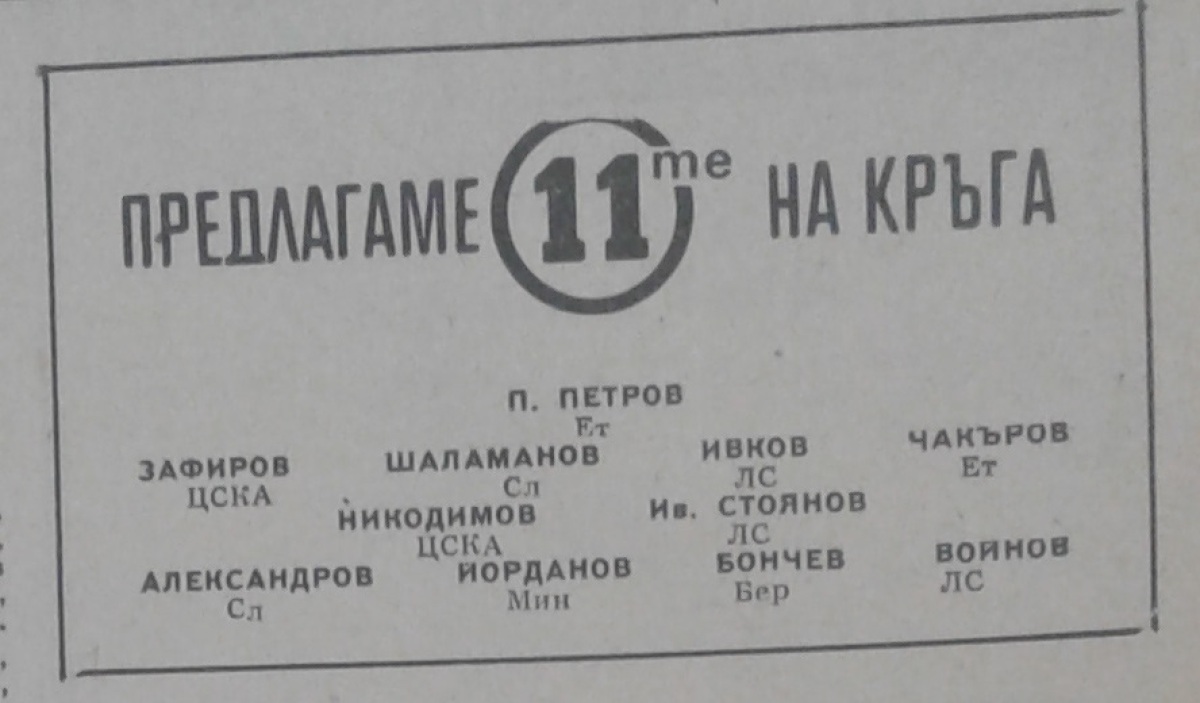 ПРЕДЛАГАМЕ 11те НА КРЪГА
П. ПЕТРОВ
Ет
ЗАФИРОВ ШАЛАМАНОВ ИВКОВ ЧАКЪРОВ
ЦСКА Сл ЛС Ет
НИКОДИМОВ Ив. СТОЯНОВ
ЦСКА ЛС
АЛЕКСАНДРОВ ЙОРДАНОВ БОНЧЕВ ВОЙНОВ
Сл Мин Бер ЛС